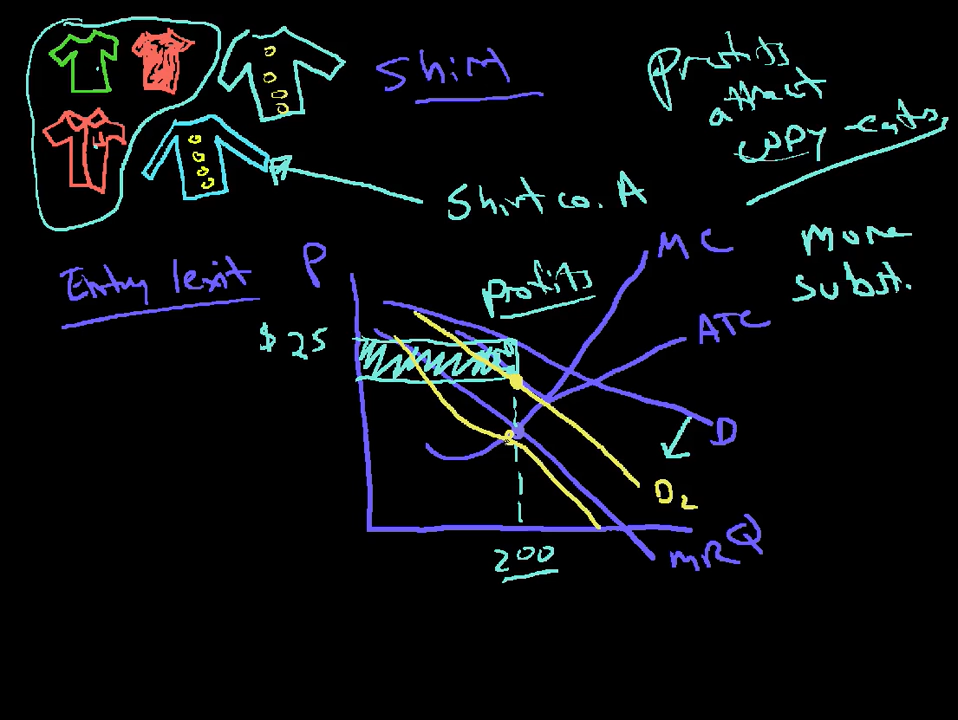 Shirt
Profits
attract
copy-cats
Shirt co. A
More
subst.
Entry/exit
P
profits
MC
$25
ATC
D
D2
200
MR Q